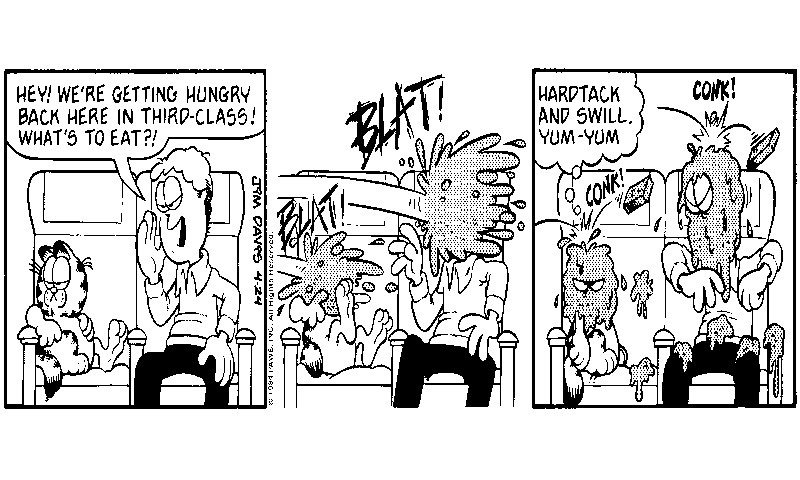 HEY! WE'RE GETTING HUNGRY
BACK HERE IN THIRD-CLASS!
WHAT'S TO EAT?!
JIM DAVIS 4-24
BLAT!
BLAT!
HARDTACK
AND SWILL.
YUM-YUM
CONK!
CONK!